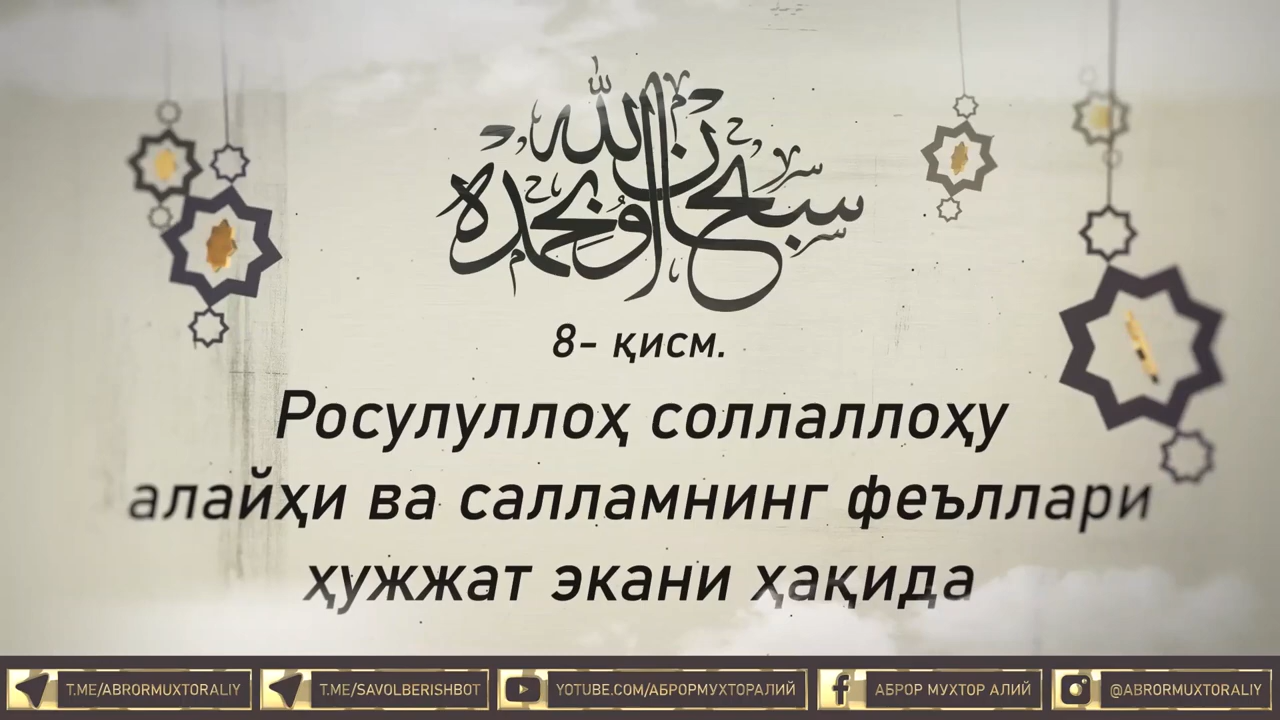 سبحان الله وبحمده
8- қисм.
Росулуллоҳ соллаллоҳу
алайҳи ва салламнинг феъллари
ҳужжат экани ҳақида
T.ME/ABRORMUXTORALIY
T.ME/SAVOLBERISHBOT
YOTUBE.COM/АБРОРМУХТОРАЛИЙ
АБРОР МУХТОР АЛИЙ
@ABRORMUXTORALIY